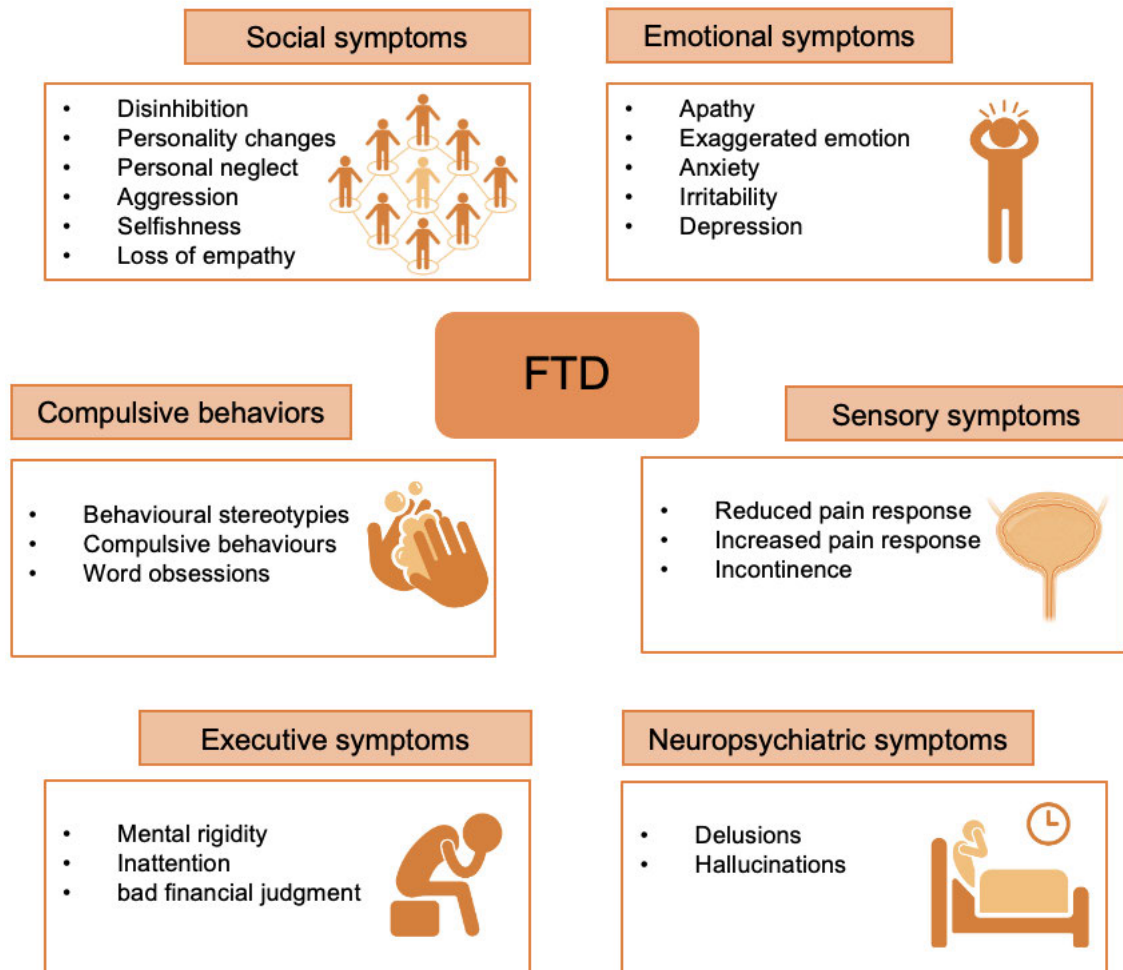 Social symptoms
• Disinhibition
• Personality changes
• Personal neglect
• Aggression
• Selfishness
• Loss of empathy
Emotional symptoms
• Apathy
• Exaggerated emotion
• Anxiety
• Irritability
• Depression
FTD
Compulsive behaviors
• Behavioural stereotypies
• Compulsive behaviours
• Word obsessions
Sensory symptoms
• Reduced pain response
• Increased pain response
• Incontinence
Executive symptoms
• Mental rigidity
• Inattention
• bad financial judgment
Neuropsychiatric symptoms
• Delusions
• Hallucinations